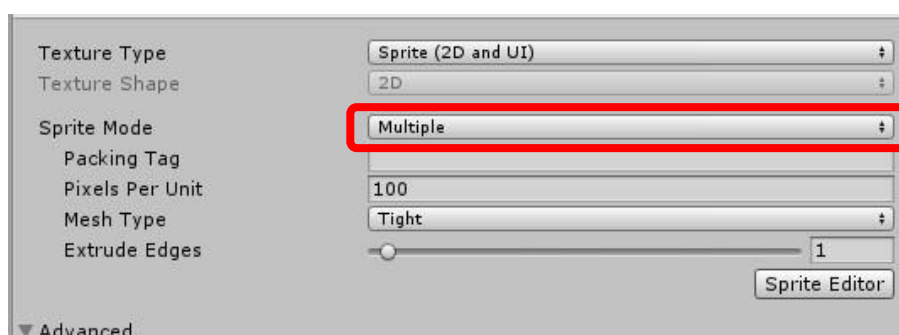 Texture Type Sprite (2D and UI)
Texture Shape 2D
Sprite Mode Multiple
Packing Tag
Pixels Per Unit 100
Mesh Type Tight
Extrude Edges 1
Sprite Editor
Advanced